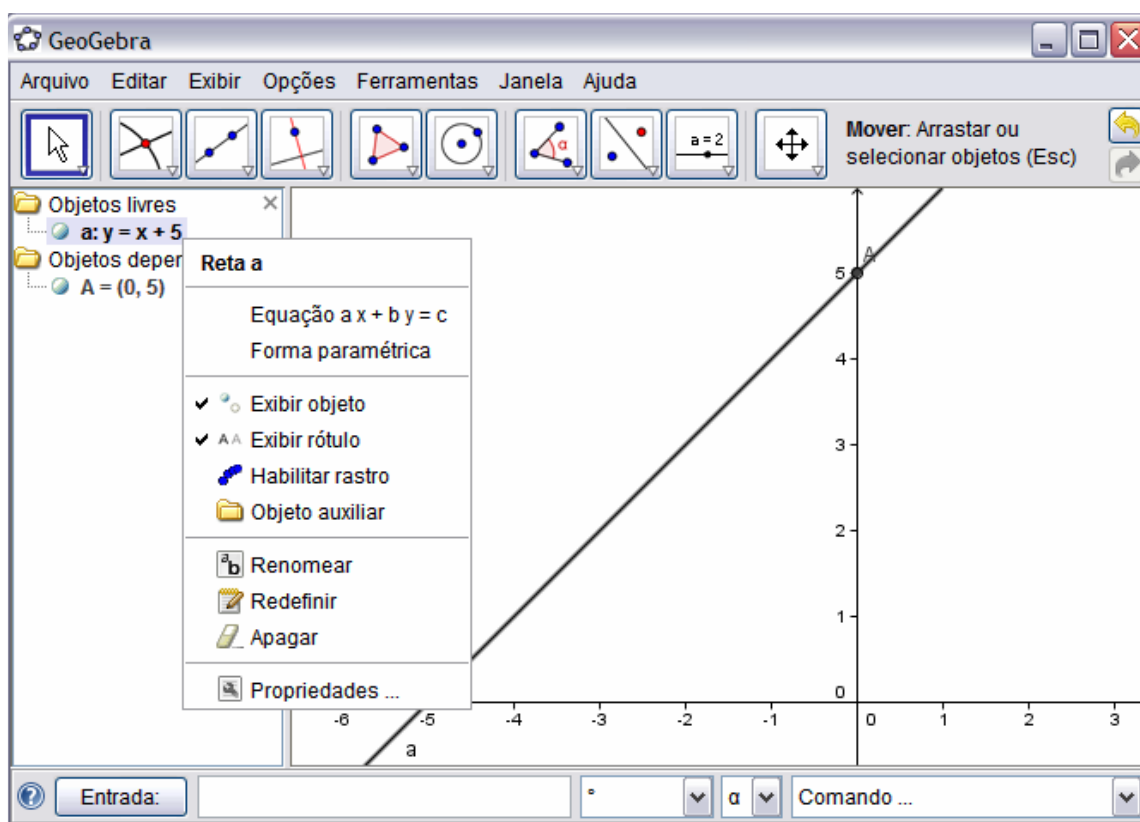 GeoGebra
Arquivo Editar Exibir Opções Ferramentas Janela Ajuda
a=2
α
Mover: Arrastar ou
selecionar objetos (Esc)
Objetos livres
a: y = x + 5
Objetos deper
A = (0, 5)
Reta a
Equação a x + b y = c
Forma paramétrica
Exibir objeto
AA Exibir rótulo
Habilitar rastro
Objeto auxiliar
ab Renomear
Redefinir
Apagar
Propriedades ...
A
5
4
3
2
1
0
-6 -5 -4 -3 -2 -1 0 1 2 3
a
Entrada: ° α Comando ...